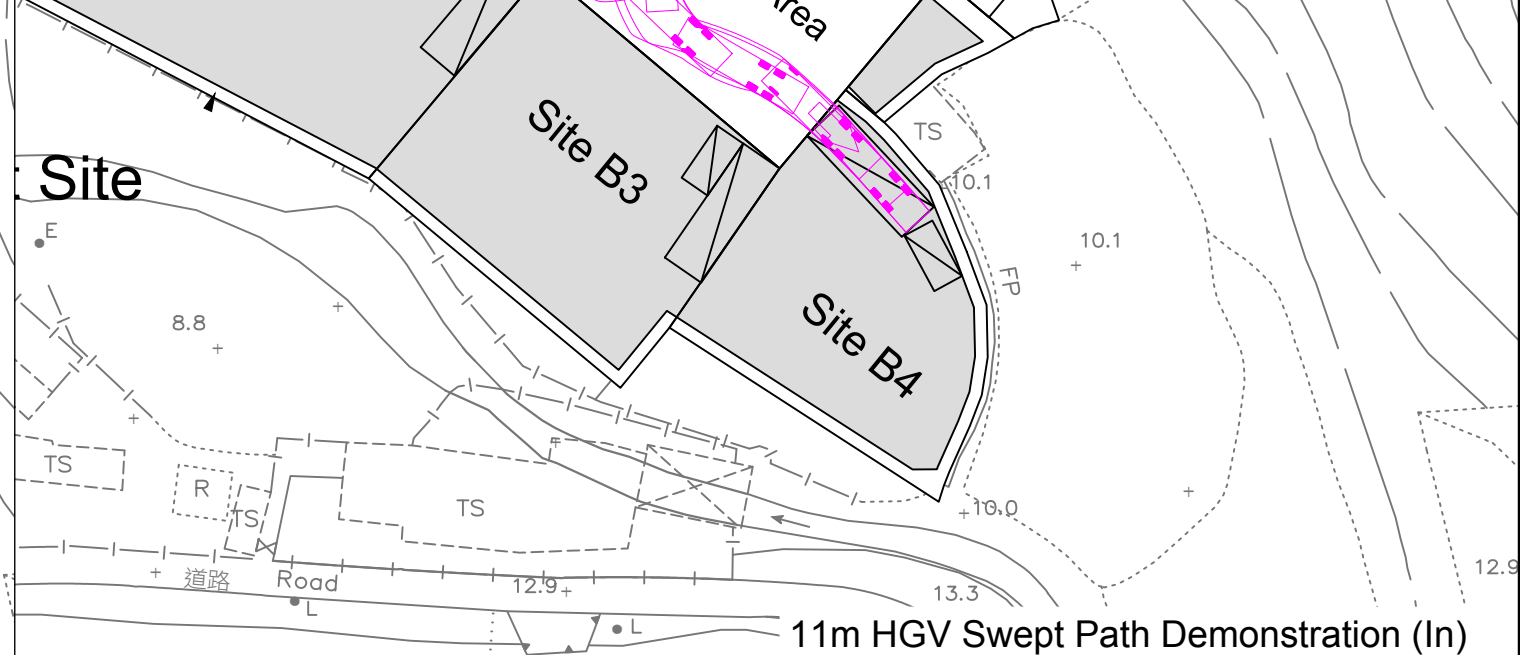 Area
TS
Site B3
: Site
10.1
E
10.1
FP
8.8
Site B4
TS
R
TS
TS
10.0
道路 Road
12.9
12.9
13.3
L
L
11m HGV Swept Path Demonstration (In)